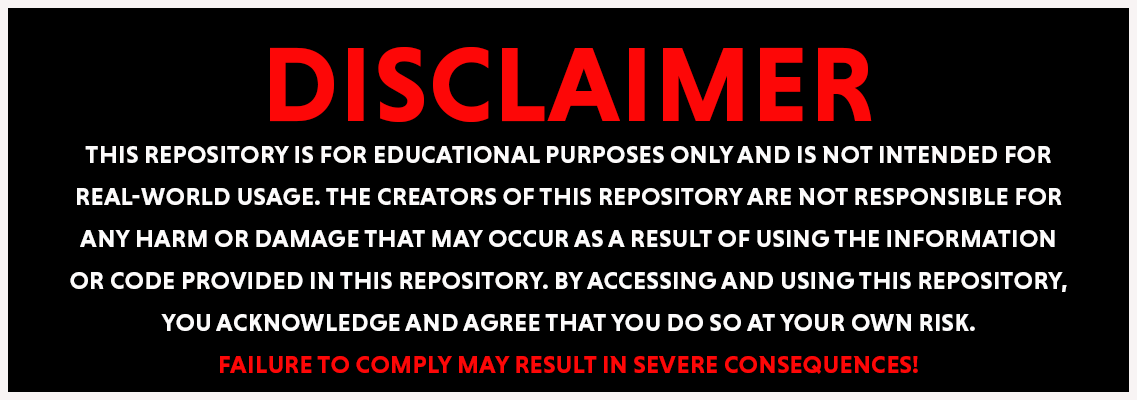 DISCLAIMER
THIS REPOSITORY IS FOR EDUCATIONAL PURPOSES ONLY AND IS NOT INTENDED FOR
REAL-WORLD USAGE. THE CREATORS OF THIS REPOSITORY ARE NOT RESPONSIBLE FOR
ANY HARM OR DAMAGE THAT MAY OCCUR AS A RESULT OF USING THE INFORMATION
OR CODE PROVIDED IN THIS REPOSITORY. BY ACCESSING AND USING THIS REPOSITORY,
YOU ACKNOWLEDGE AND AGREE THAT YOU DO SO AT YOUR OWN RISK.
FAILURE TO COMPLY MAY RESULT IN SEVERE CONSEQUENCES!